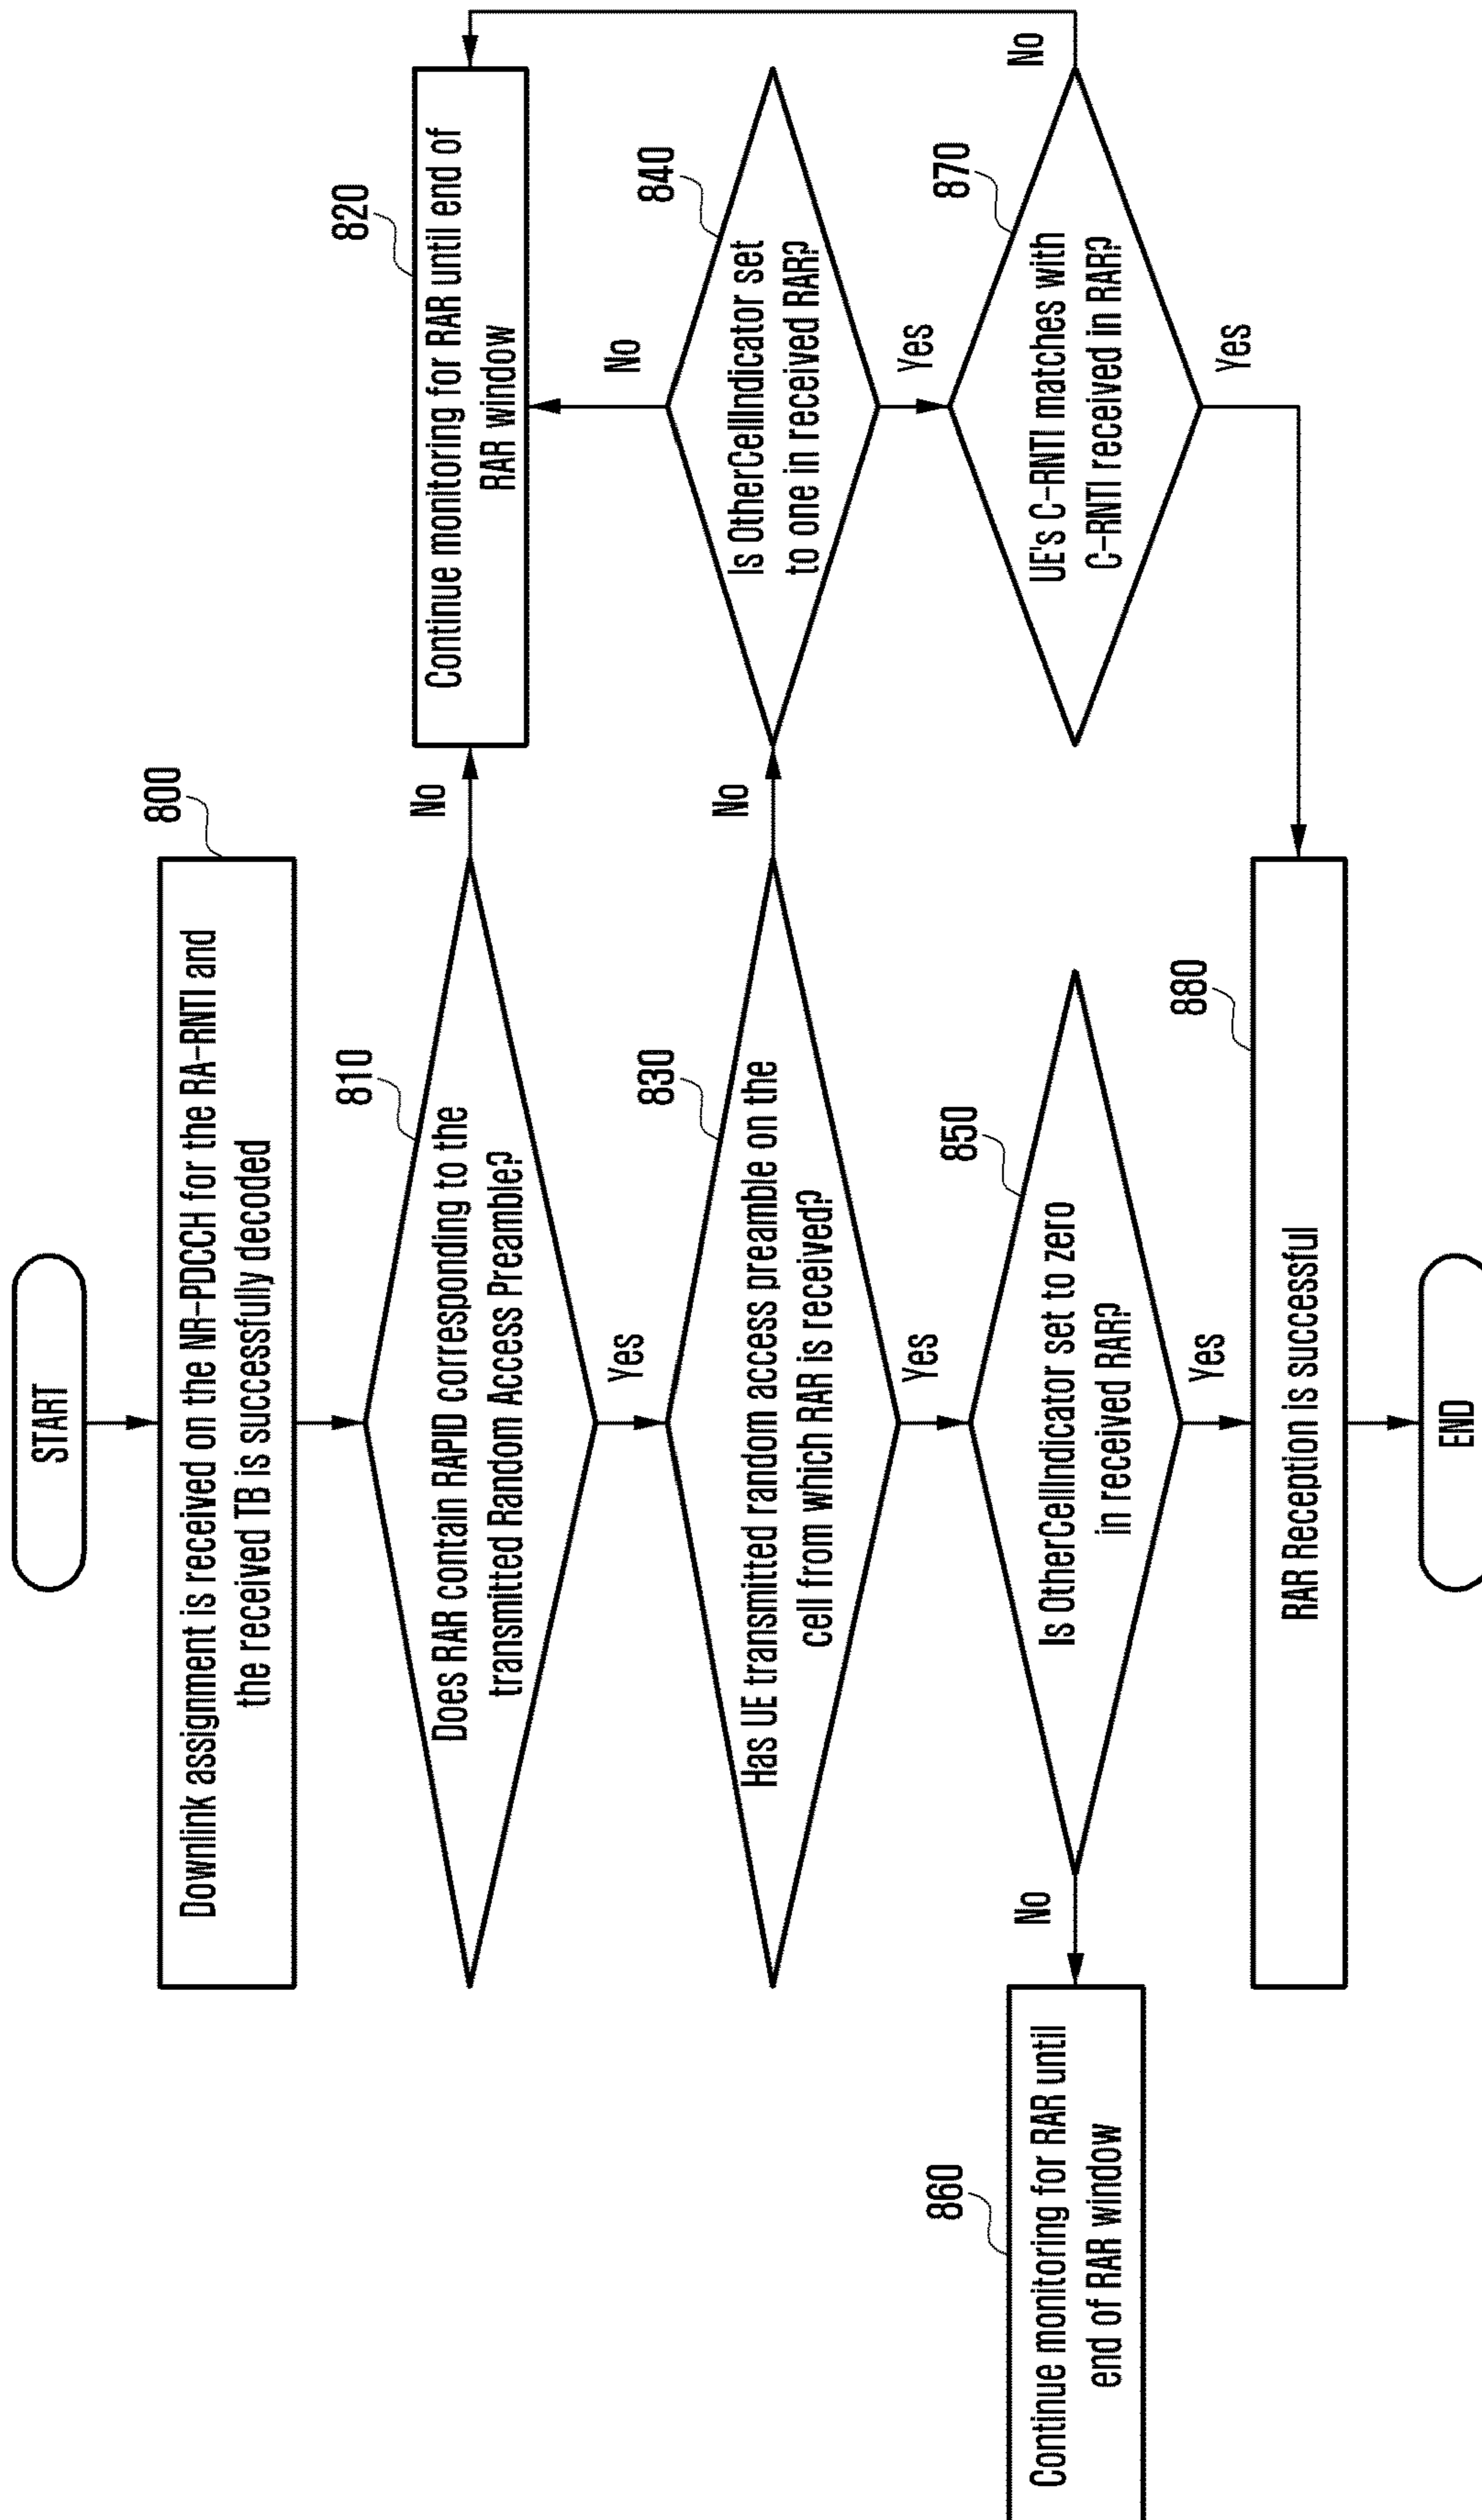 START
800
Downlink assignment is received on the NR-PDCCH for the RA-RNTI and
the received TB is successfully decoded
810
Does RAR contain RAPID corresponding to the
transmitted Random Access Preamble?
No
820
Continue monitoring for RAR until end of
RAR window
Yes
830
Has UE transmitted random access preamble on the
cell from which RAR is received?
No
No
840
Is OtherCellIndicator set
to one in received RAR?
Yes
850
Is OtherCellIndicator set to zero
in received RAR?
No
860
Continue monitoring for RAR until
end of RAR window
Yes
870
UE's C-RNTI matches with
C-RNTI received in RAR?
No
Yes
Yes
880
RAR Reception is successful
END